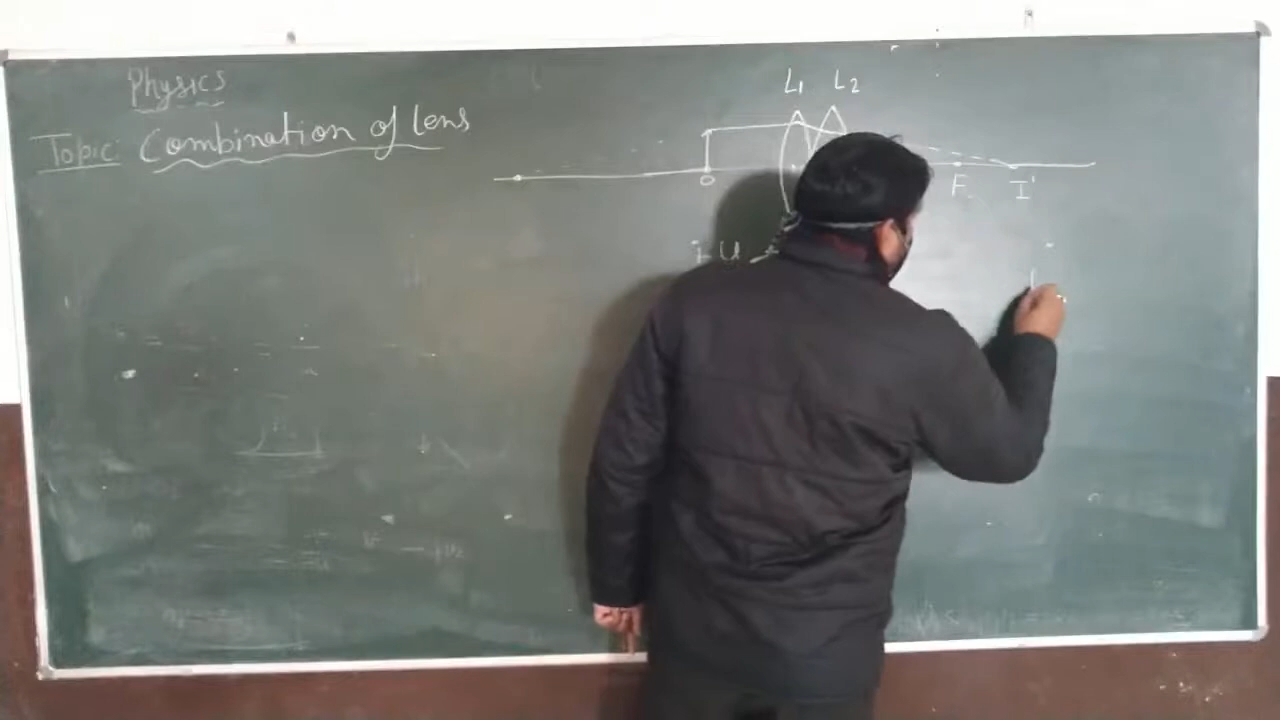 Physics
Topic: Combination of lens
L1 L2
O F I'
U